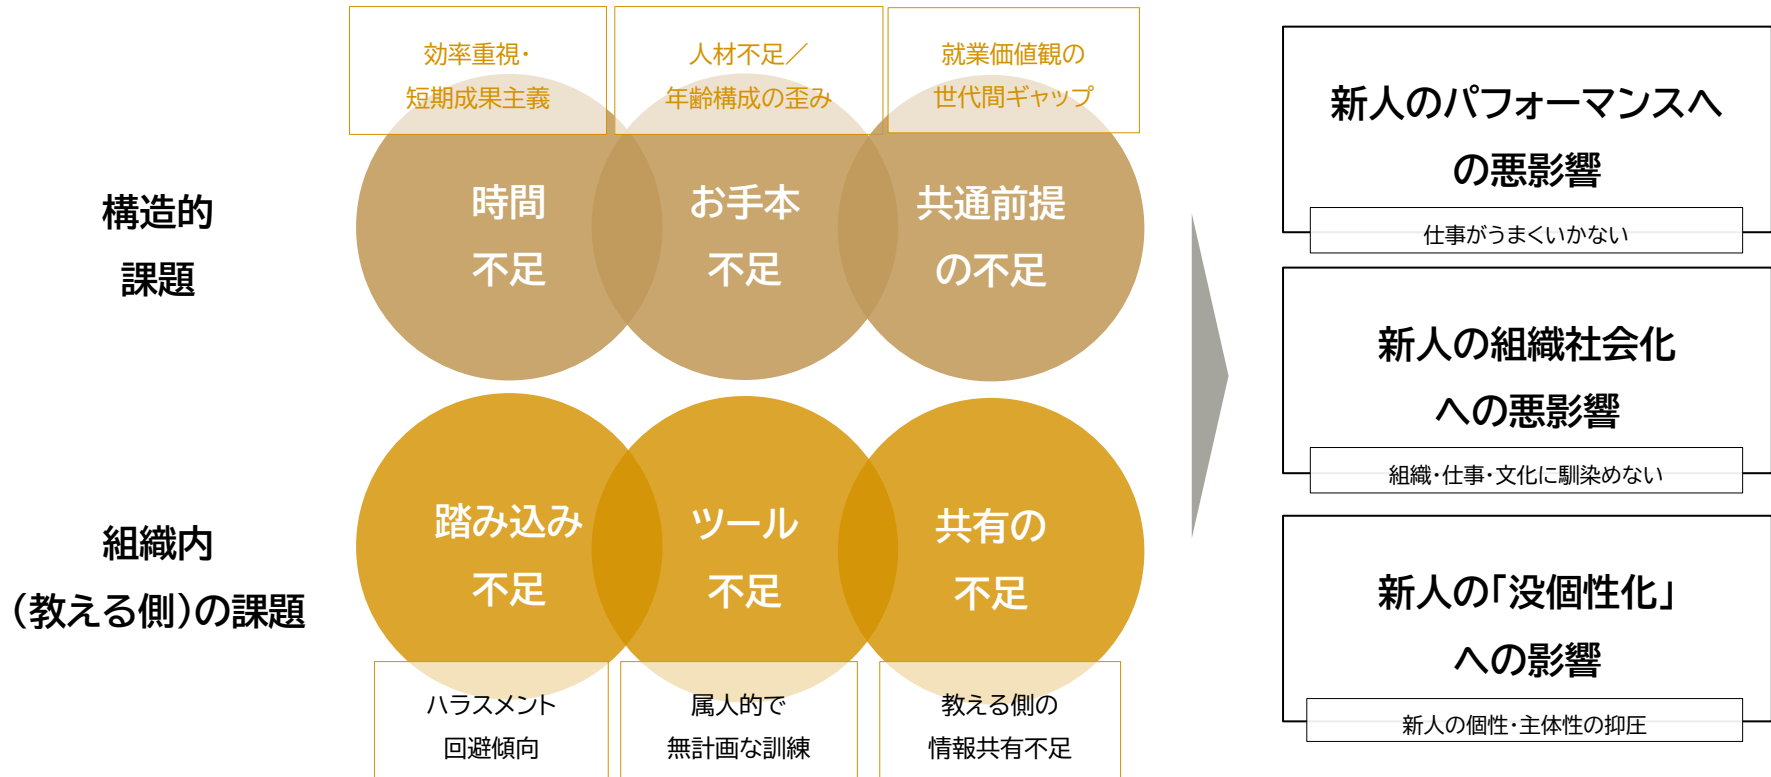 効率重視・
短期成果主義
人材不足／
年齢構成の歪み
就業価値観の
世代間ギャップ
構造的
課題
時間
不足
お手本
不足
共通前提
の不足
組織内
（教える側）の課題
踏み込み
不足
ツール
不足
共有の
不足
ハラスメント
回避傾向
属人的で
無計画な訓練
教える側の
情報共有不足
新人のパフォーマンスへ
の悪影響
仕事がうまくいかない
新人の組織社会化
への悪影響
組織・仕事・文化に馴染めない
新人の「没個性化」
への影響
新人の個性・主体性の抑圧